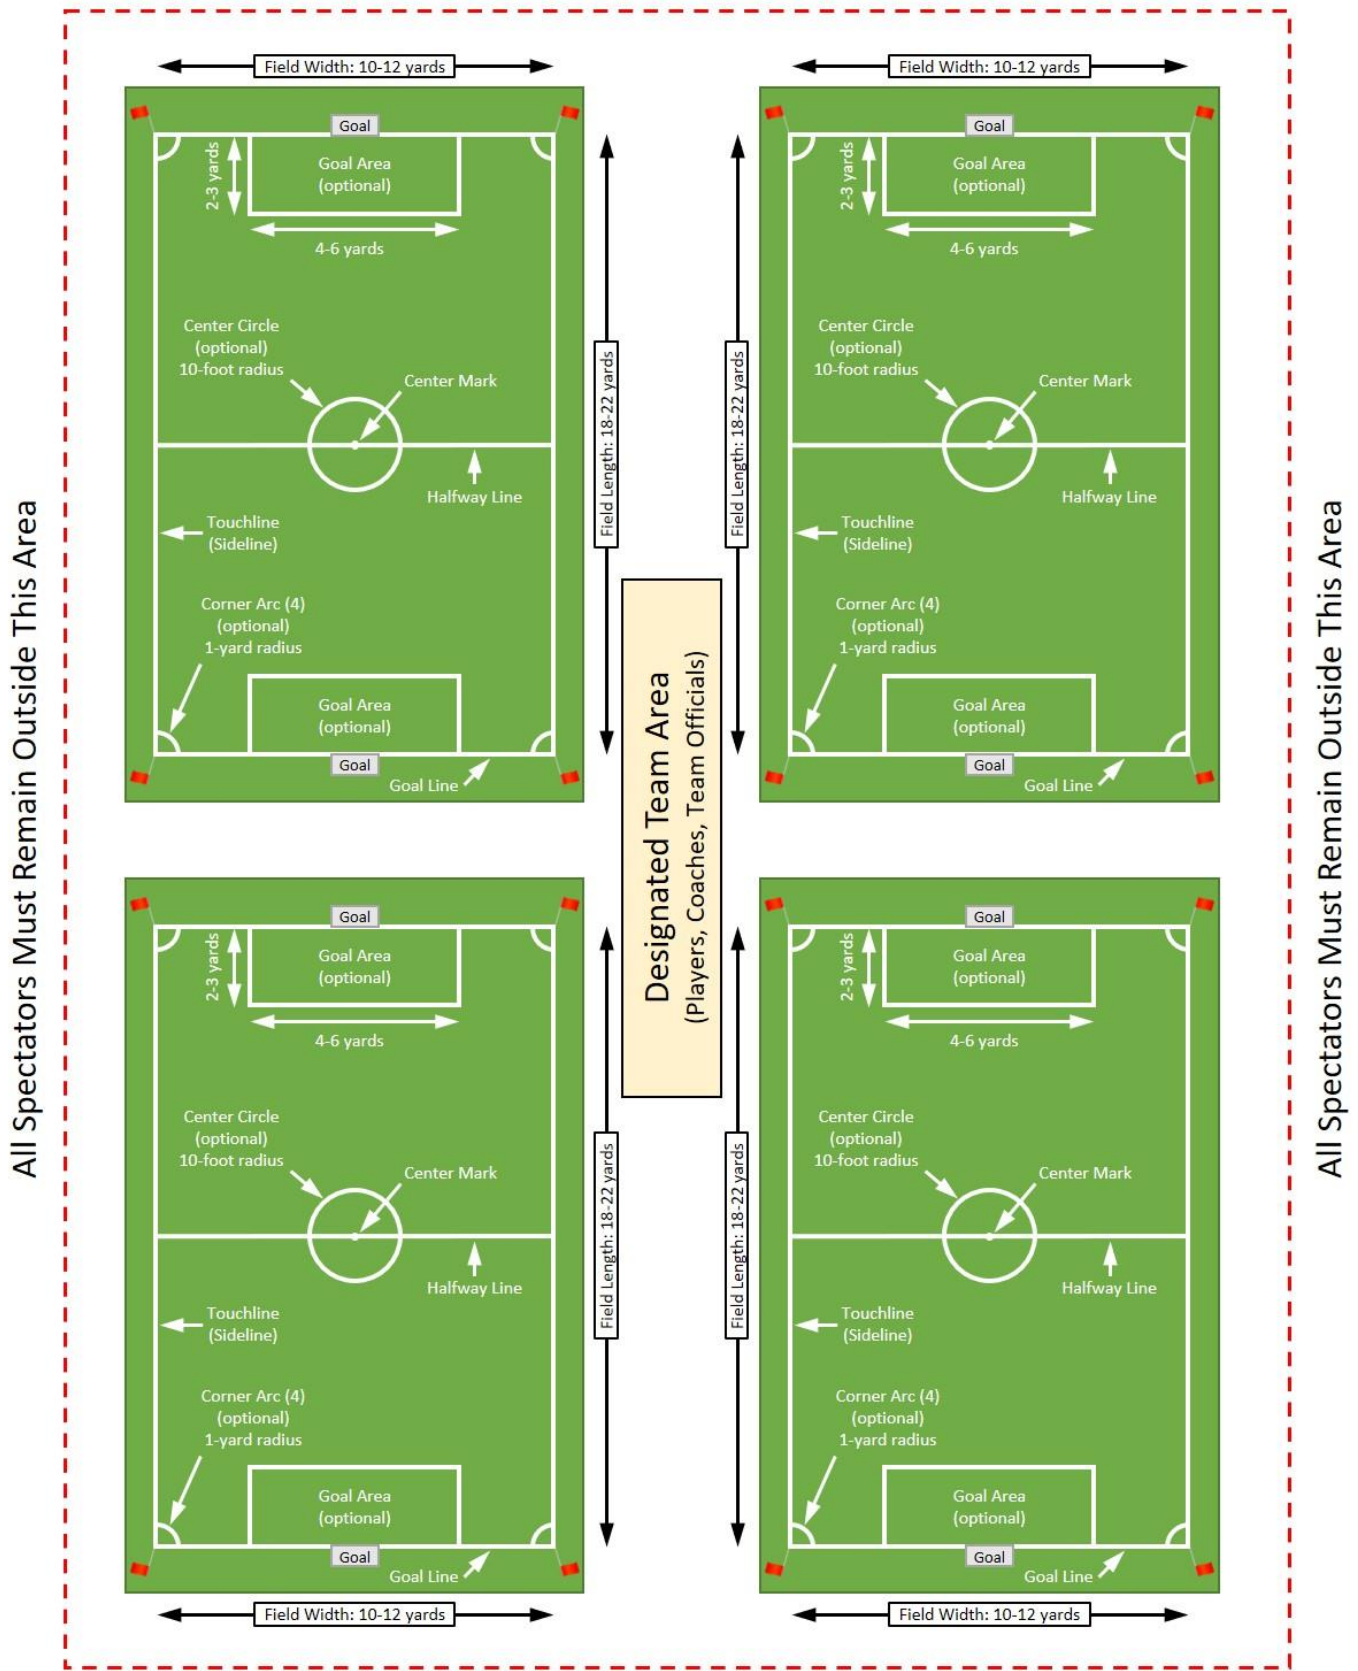 All Spectators Must Remain Outside This Area
Field Width: 10-12 yards
Goal
2-3 yards
Goal Area
(optional)
4-6 yards
Center Circle
(optional)
10-foot radius
Center Mark
Halfway Line
Touchline
(Sideline)
Corner Arc (4)
(optional)
1-yard radius
Goal Area
(optional)
Goal
Goal Line
Field Length: 18-22 yards
Field Width: 10-12 yards
Goal
2-3 yards
Goal Area
(optional)
4-6 yards
Center Circle
(optional)
10-foot radius
Center Mark
Halfway Line
Touchline
(Sideline)
Corner Arc (4)
(optional)
1-yard radius
Goal Area
(optional)
Goal
Goal Line
Field Length: 18-22 yards
Designated Team Area
(Players, Coaches, Team Officials)
Goal
2-3 yards
Goal Area
(optional)
4-6 yards
Center Circle
(optional)
10-foot radius
Center Mark
Halfway Line
Touchline
(Sideline)
Corner Arc (4)
(optional)
1-yard radius
Goal Area
(optional)
Goal
Goal Line
Field Length: 18-22 yards
Field Width: 10-12 yards
Goal
2-3 yards
Goal Area
(optional)
4-6 yards
Center Circle
(optional)
10-foot radius
Center Mark
Halfway Line
Touchline
(Sideline)
Corner Arc (4)
(optional)
1-yard radius
Goal Area
(optional)
Goal
Goal Line
Field Length: 18-22 yards
Field Width: 10-12 yards
All Spectators Must Remain Outside This Area